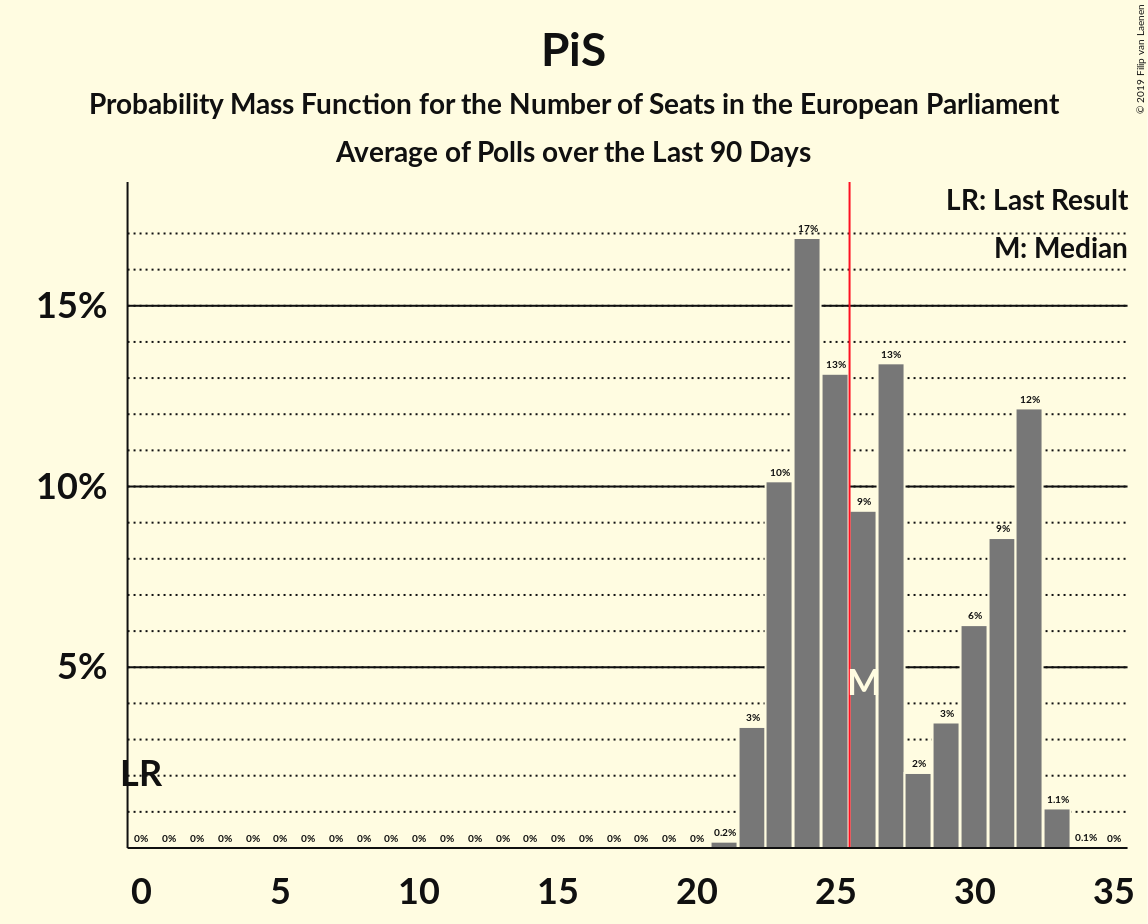 PiS
Probability Mass Function for the Number of Seats in the European Parliament
Average of Polls over the Last 90 Days
© 2019 Filip van Laenen
LR: Last Result
M: Median
15%
10%
5%
17%
13%
13%
12%
10%
9%
9%
6%
3%
3%
2%
1.1%
M
LR
0% 0% 0% 0% 0% 0% 0% 0% 0% 0% 0% 0% 0% 0% 0% 0% 0% 0% 0% 0% 0% 0.2% 0.1% 0%
0 5 10 15 20 25 30 35